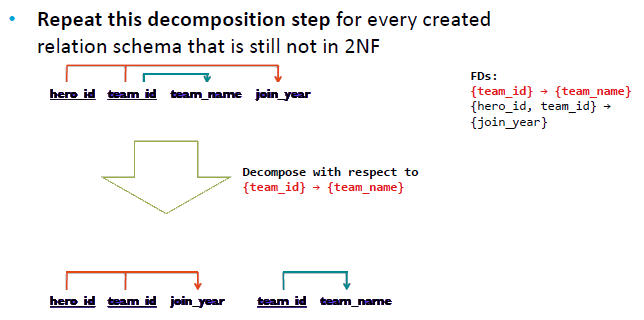 • Repeat this decomposition step for every created
relation schema that is still not in 2NF
hero_id team_id team_name join_year
FDs:
{team_id} → {team_name}
{hero_id, team_id} →
{join_year}
Decompose with respect to
{team_id} → {team_name}
hero_id team_id join_year team_id team_name